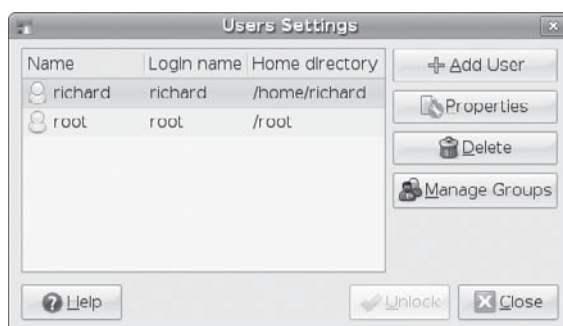 Users Settings
Name Login name Home directory
richard richard /home/richard
root root /root
Add User
Properties
Delete
Manage Groups
Help Unlock Close